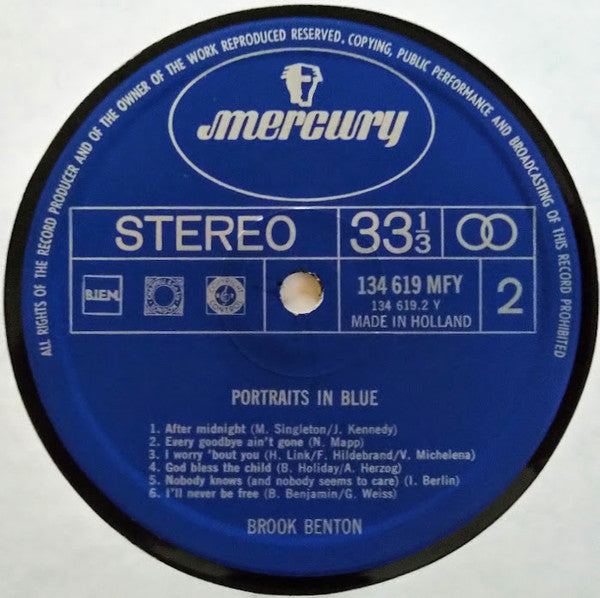 ALL RIGHTS OF THE RECORD PRODUCER AND OF THE OWNER OF THE WORK REPRODUCED RESERVED. COPYING, PUBLIC PERFORMANCE AND BROADCASTING OF THIS RECORD PROHIBITED
mercury
STEREO 33⅓
B.I.E.M. 134 619 MFY 2
134 619.2 Y
MADE IN HOLLAND
PORTRAITS IN BLUE
1. After midnight (M. Singleton/J. Kennedy)
2. Every goodbye ain't gone (N. Mapp)
3. I worry 'bout you (H. Link/F. Hildebrand/V. Michelena)
4. God bless the child (B. Holiday/A. Herzog)
5. Nobody knows (and nobody seems to care) (I. Berlin)
6. I'll never be free (B. Benjamin/G. Weiss)
BROOK BENTON